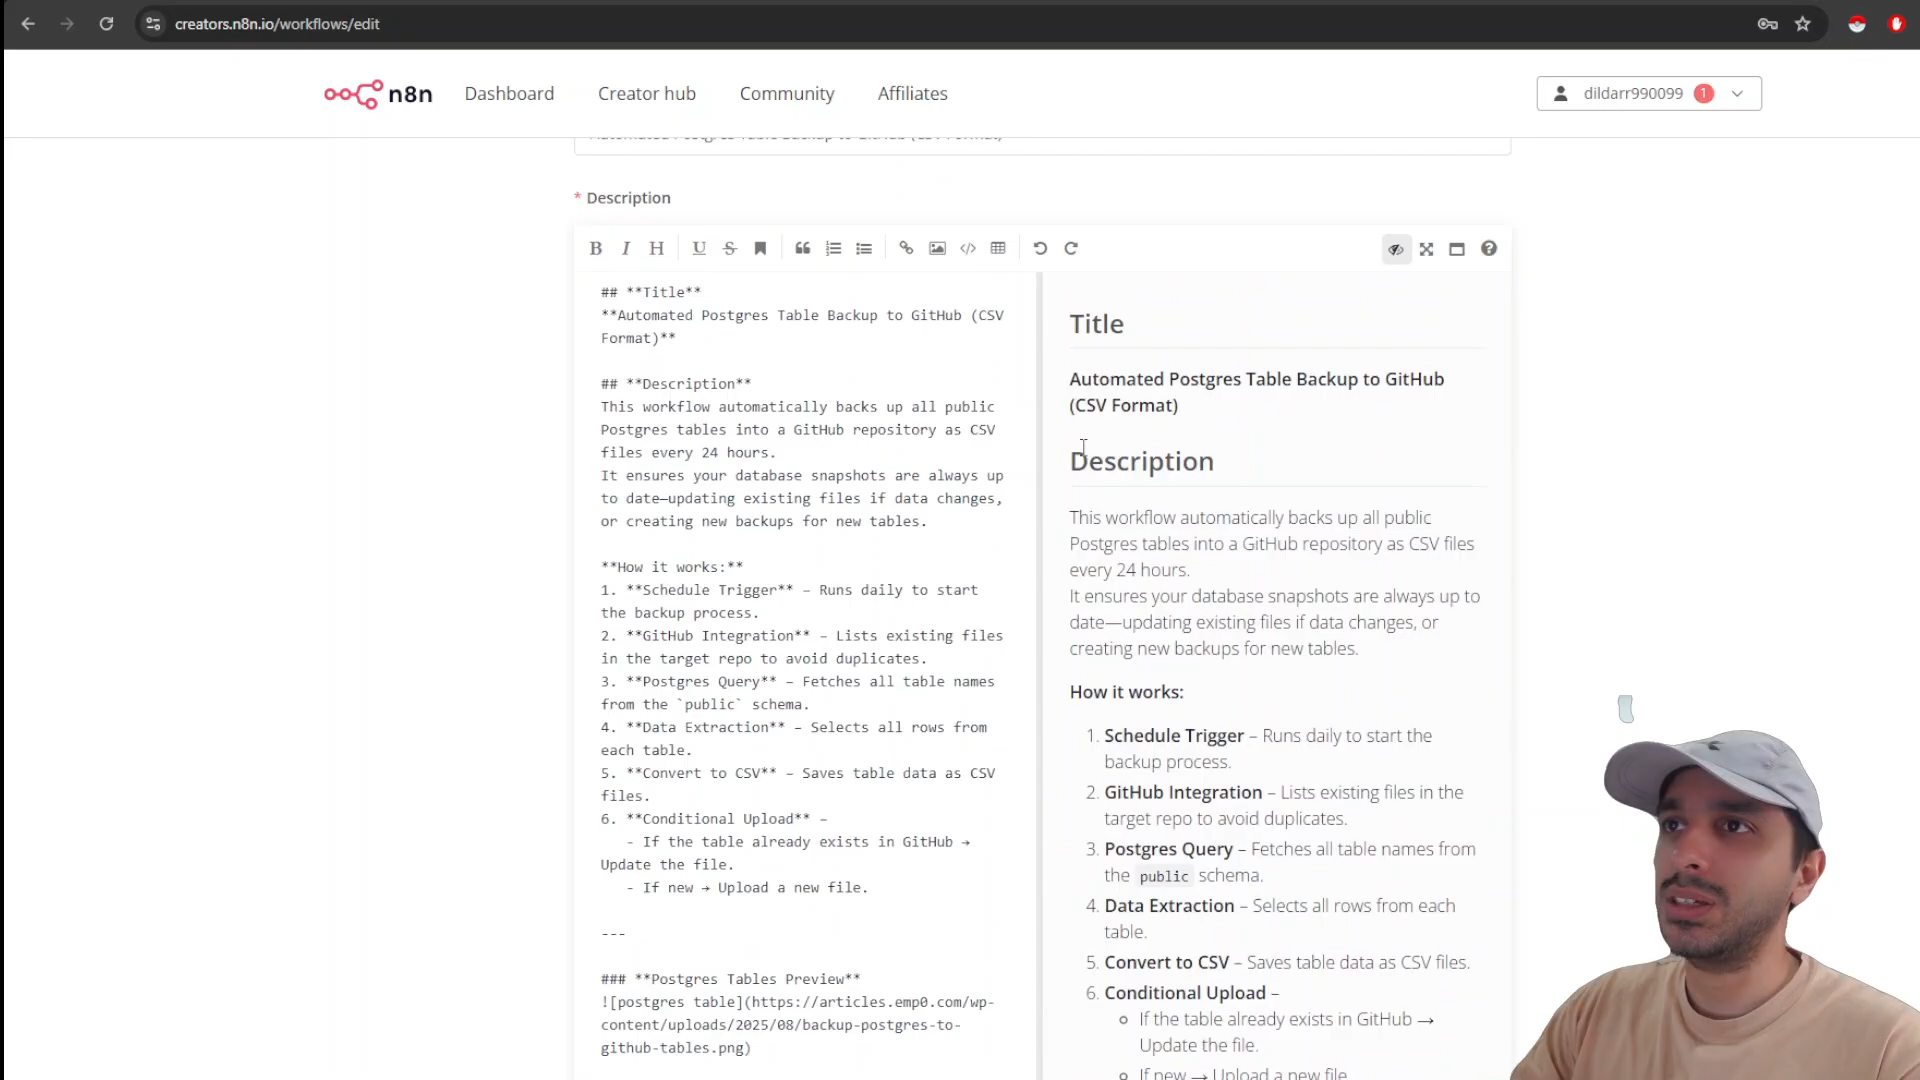 creators.n8n.io/workflows/edit
n8n
Dashboard
Creator hub
Community
Affiliates
dildarr990099
1
Automated Postgres Table Backup to GitHub (CSV Format)
* Description
B I H U S
## **Title**
**Automated Postgres Table Backup to GitHub (CSV
Format)**
## **Description**
This workflow automatically backs up all public
Postgres tables into a GitHub repository as CSV
files every 24 hours.
It ensures your database snapshots are always up
to date—updating existing files if data changes,
or creating new backups for new tables.
**How it works:**
1. **Schedule Trigger** – Runs daily to start
the backup process.
2. **GitHub Integration** – Lists existing files
in the target repo to avoid duplicates.
3. **Postgres Query** – Fetches all table names
from the `public` schema.
4. **Data Extraction** – Selects all rows from
each table.
5. **Convert to CSV** – Saves table data as CSV
files.
6. **Conditional Upload** –
- If the table already exists in GitHub →
Update the file.
- If new → Upload a new file.
---
### **Postgres Tables Preview**
![postgres table](https://articles.emp0.com/wp-
content/uploads/2025/08/backup-postgres-to-
github-tables.png)
Title
Automated Postgres Table Backup to GitHub
(CSV Format)
Description
This workflow automatically backs up all public
Postgres tables into a GitHub repository as CSV files
every 24 hours.
It ensures your database snapshots are always up to
date—updating existing files if data changes, or
creating new backups for new tables.
How it works:
1. Schedule Trigger – Runs daily to start the
backup process.
2. GitHub Integration – Lists existing files in the
target repo to avoid duplicates.
3. Postgres Query – Fetches all table names from
the public schema.
4. Data Extraction – Selects all rows from each
table.
5. Convert to CSV – Saves table data as CSV files.
6. Conditional Upload –
If the table already exists in GitHub →
Update the file.
If new → Upload a new file.